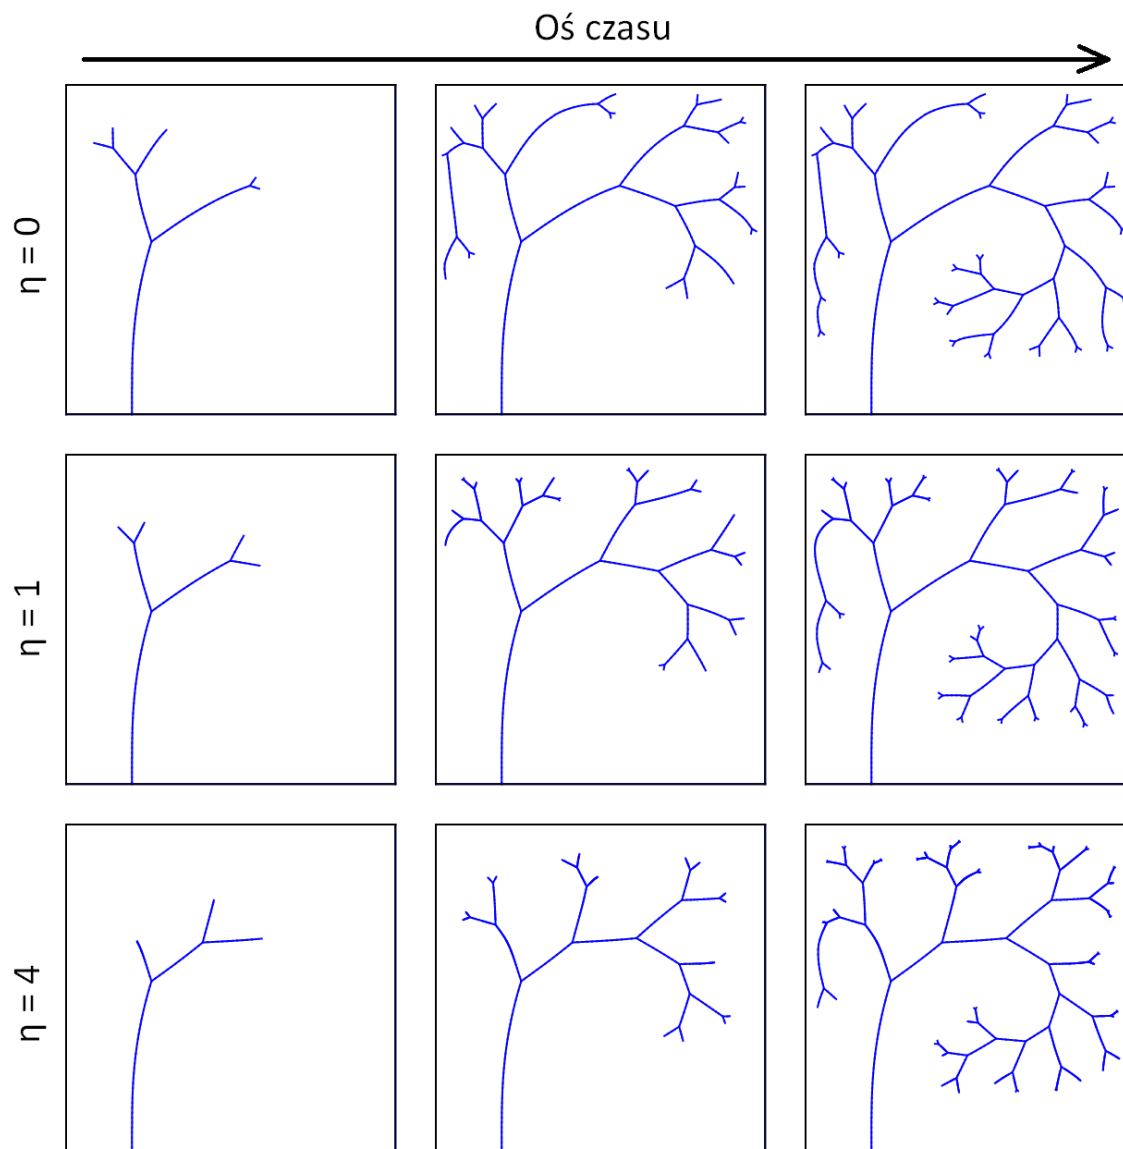 Oś czasu
η = 0
η = 1
η = 4